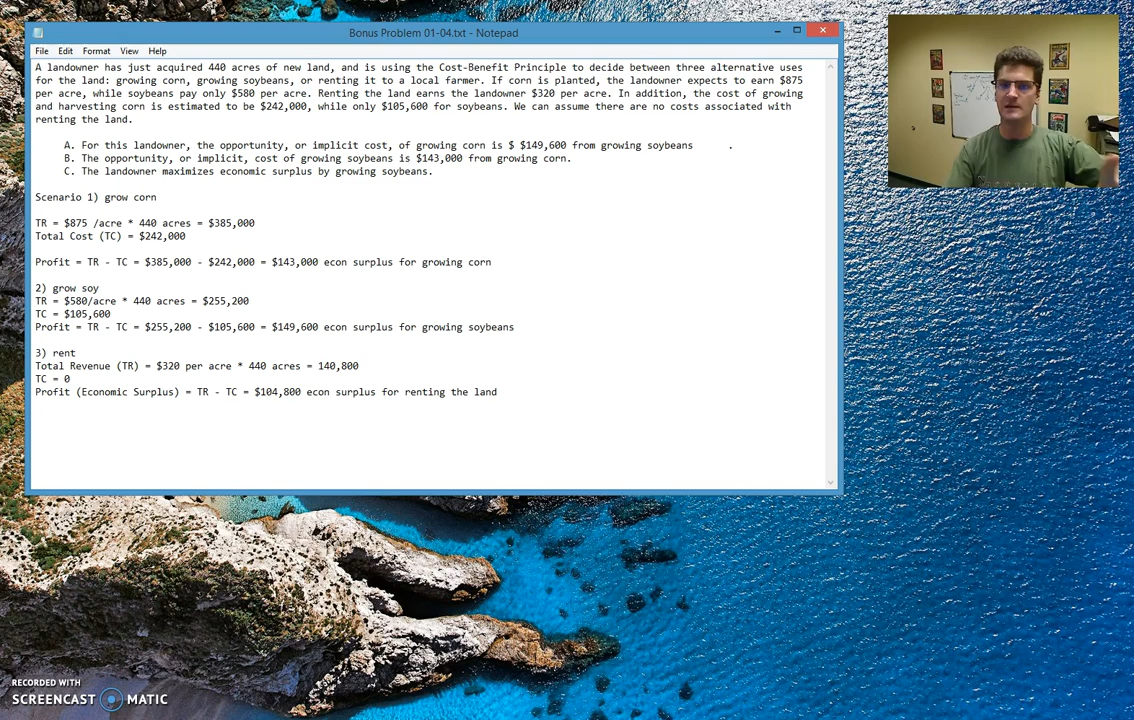 Bonus Problem 01-04.txt - Notepad
File Edit Format View Help
A landowner has just acquired 440 acres of new land, and is using the Cost-Benefit Principle to decide between three alternative uses
for the land: growing corn, growing soybeans, or renting it to a local farmer. If corn is planted, the landowner expects to earn $875
per acre, while soybeans pay only $580 per acre. Renting the land earns the landowner $320 per acre. In addition, the cost of growing
and harvesting corn is estimated to be $242,000, while only $105,600 for soybeans. We can assume there are no costs associated with
renting the land.
A. For this landowner, the opportunity, or implicit cost, of growing corn is $ $149,600 from growing soybeans .
B. The opportunity, or implicit, cost of growing soybeans is $143,000 from growing corn.
C. The landowner maximizes economic surplus by growing soybeans.
Scenario 1) grow corn
TR = $875 /acre * 440 acres = $385,000
Total Cost (TC) = $242,000
Profit = TR - TC = $385,000 - $242,000 = $143,000 econ surplus for growing corn
2) grow soy
TR = $580/acre * 440 acres = $255,200
TC = $105,600
Profit = TR - TC = $255,200 - $105,600 = $149,600 econ surplus for growing soybeans
3) rent
Total Revenue (TR) = $320 per acre * 440 acres = 140,800
TC = 0
Profit (Economic Surplus) = TR - TC = $104,800 econ surplus for renting the land
RECORDED WITH
SCREENCAST MATIC